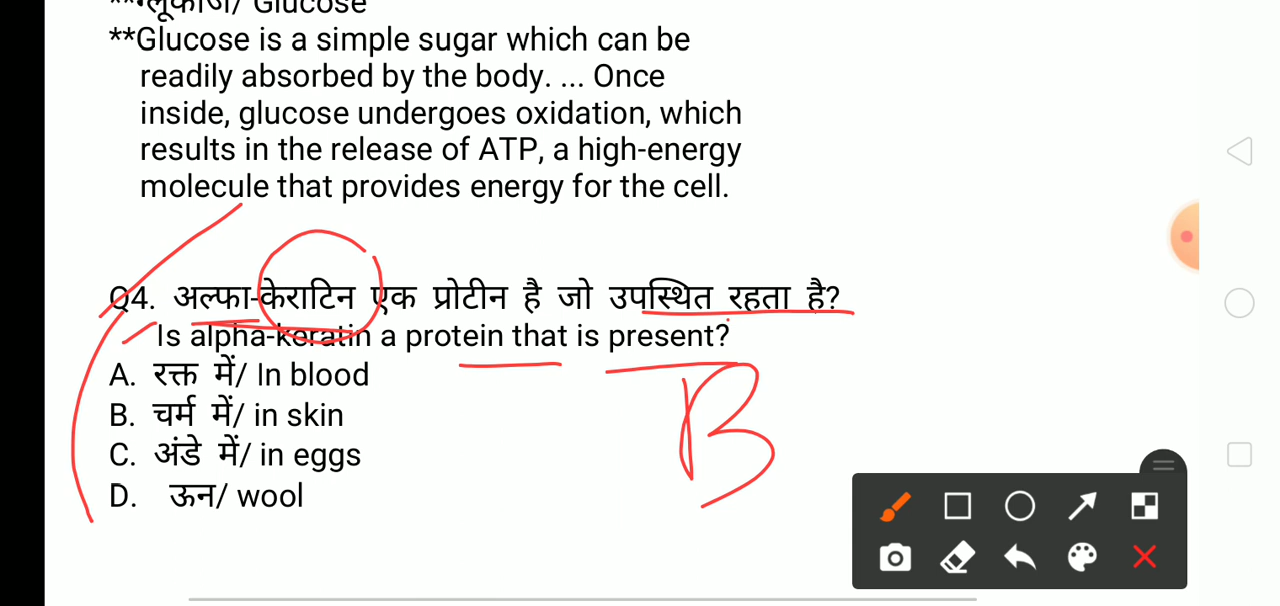 **ग्लूकोज/ Glucose
**Glucose is a simple sugar which can be
readily absorbed by the body. ... Once
inside, glucose undergoes oxidation, which
results in the release of ATP, a high-energy
molecule that provides energy for the cell.
Q4. अल्फा-केराटिन एक प्रोटीन है जो उपस्थित रहता है?
Is alpha-keratin a protein that is present?
A. रक्त में/ In blood
B. चर्म में/ in skin
C. अंडे में/ in eggs
D. ऊन/ wool
B